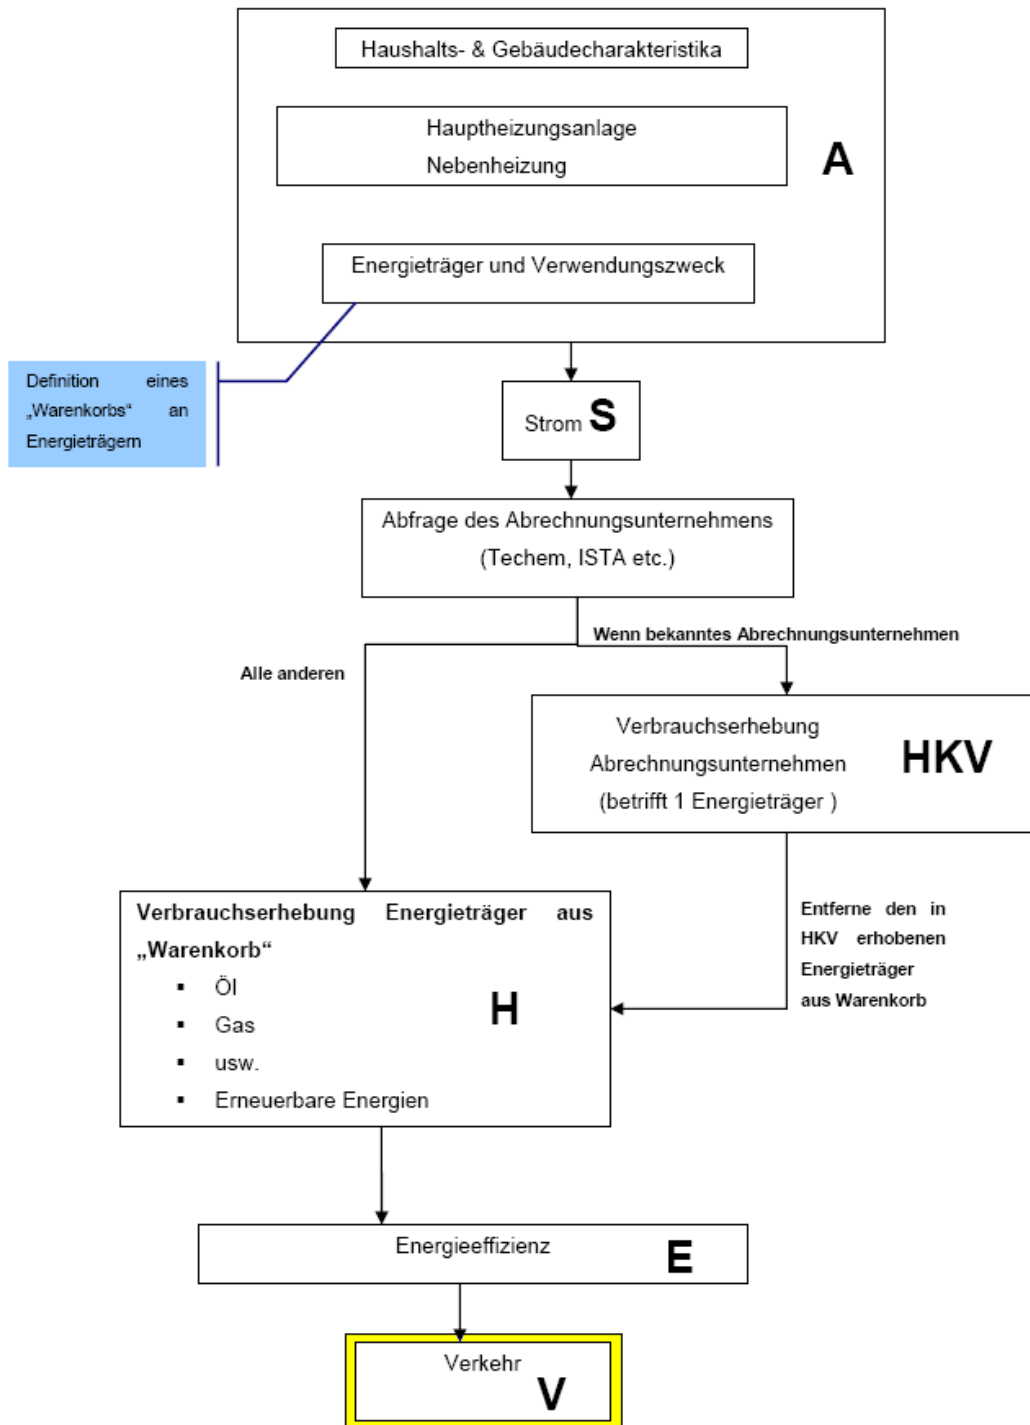 Haushalts- & Gebäudecharakteristika
Hauptheizungsanlage
Nebenheizung
A
Energieträger und Verwendungszweck
Definition eines
„Warenkorbs“ an
Energieträgern
Strom S
Abfrage des Abrechnungsunternehmens
(Techem, ISTA etc.)
Wenn bekanntes Abrechnungsunternehmen
Alle anderen
Verbrauchserhebung
Abrechnungsunternehmen
(betrifft 1 Energieträger )
HKV
Entferne den in
HKV erhobenen
Energieträger
aus Warenkorb
Verbrauchserhebung Energieträger aus
„Warenkorb“
▪ Öl
▪ Gas
▪ usw.
▪ Erneuerbare Energien
H
Energieeffizienz
E
Verkehr
V